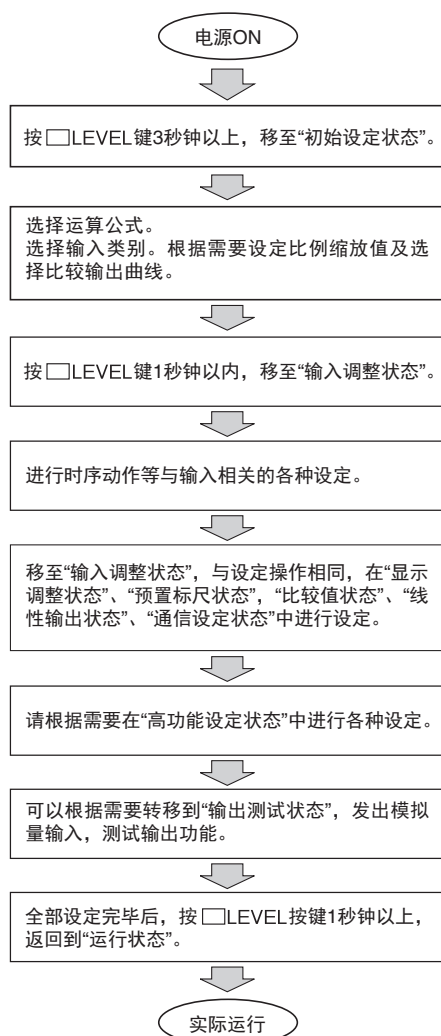 电源ON
按□LEVEL键3秒钟以上，移至“初始设定状态”。
选择运算公式。
选择输入类别。根据需要设定比例缩放值及选
择比较输出曲线。
按□LEVEL键1秒钟以内，移至“输入调整状态”。
进行时序动作等与输入相关的各种设定。
移至“输入调整状态”，与设定操作相同，在“显示
调整状态”、“预置标尺状态”，“比较值状态”、“线
性输出状态”、“通信设定状态”中进行设定。
请根据需要在“高功能设定状态”中进行各种设定。
可以根据需要转移到“输出测试状态”，发出模拟
量输入，测试输出功能。
全部设定完毕后，按□LEVEL按键1秒钟以上，
返回到“运行状态”。
实际运行